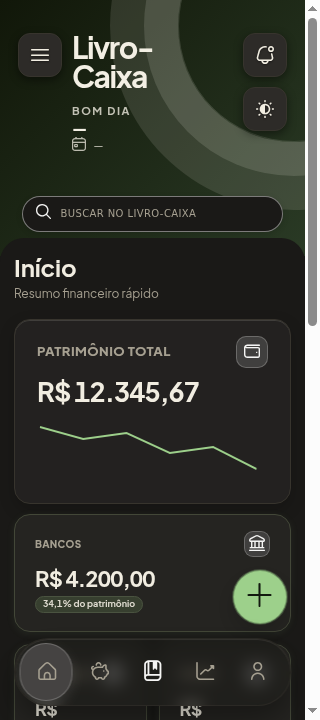 Livro-
Caixa
BOM DIA
—
—
BUSCAR NO LIVRO-CAIXA
Início
Resumo financeiro rápido
PATRIMÔNIO TOTAL
R$ 12.345,67
BANCOS
R$ 4.200,00
34,1% do patrimônio
R$
R$